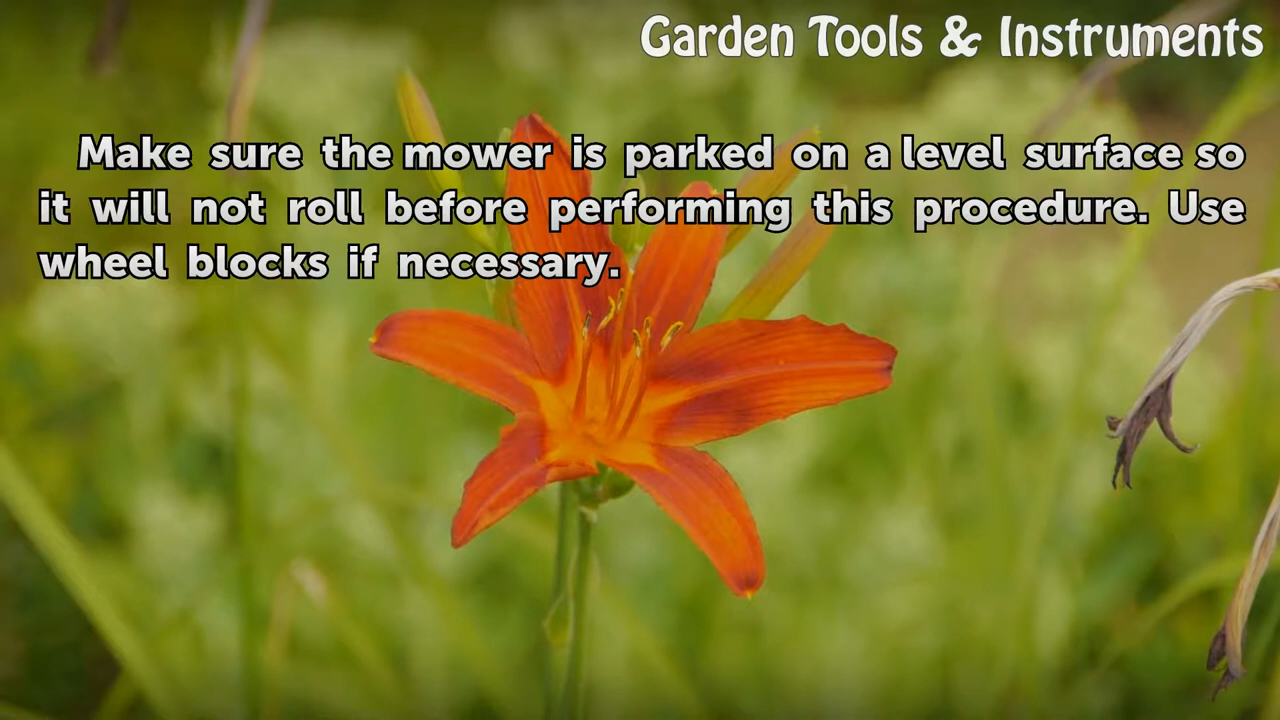 Garden Tools & Instruments
Make sure the mower is parked on a level surface so
it will not roll before performing this procedure. Use
wheel blocks if necessary.